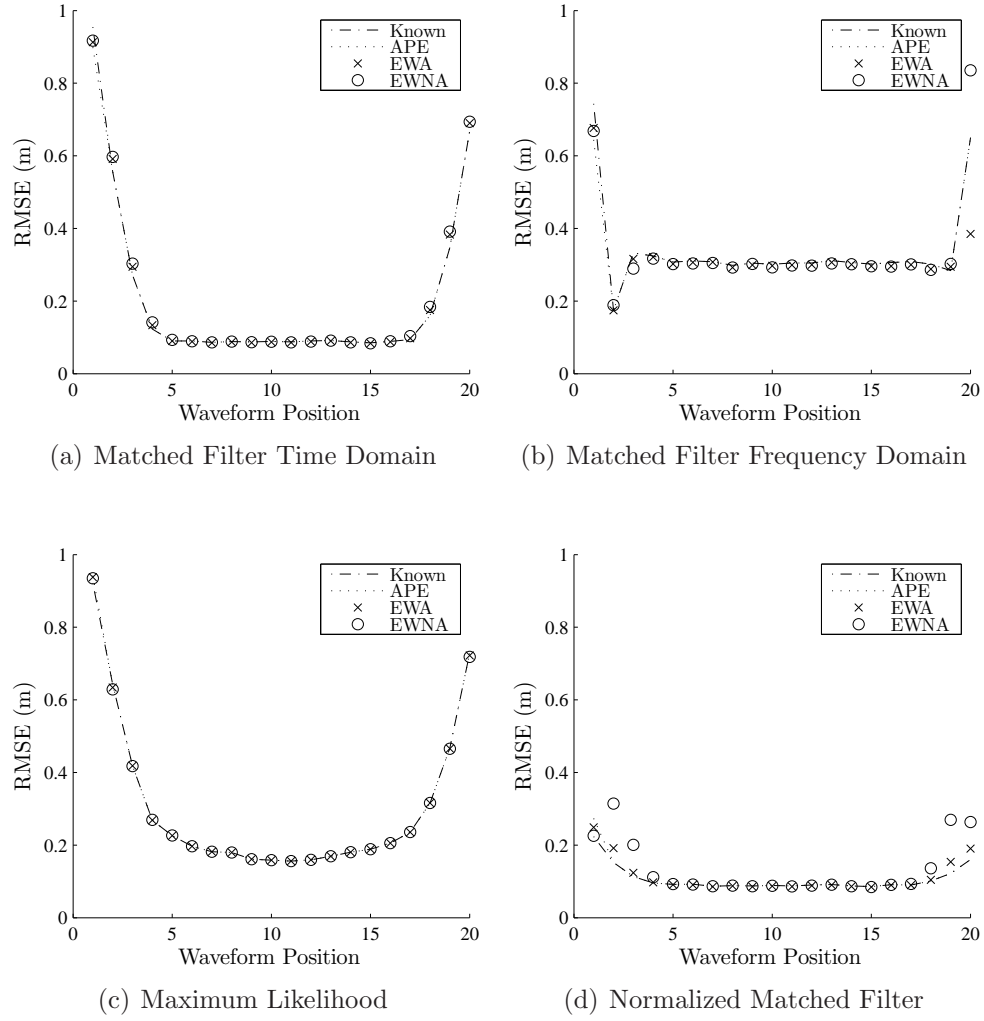 1
0.8
0.6
0.4
0.2
0
RMSE (m)
0
5
10
15
20
Waveform Position
Known
APE
EWA
EWNA
(a) Matched Filter Time Domain
1
0.8
0.6
0.4
0.2
0
RMSE (m)
0
5
10
15
20
Waveform Position
Known
APE
EWA
EWNA
(b) Matched Filter Frequency Domain
1
0.8
0.6
0.4
0.2
0
RMSE (m)
0
5
10
15
20
Waveform Position
Known
APE
EWA
EWNA
(c) Maximum Likelihood
1
0.8
0.6
0.4
0.2
0
RMSE (m)
0
5
10
15
20
Waveform Position
Known
APE
EWA
EWNA
(d) Normalized Matched Filter